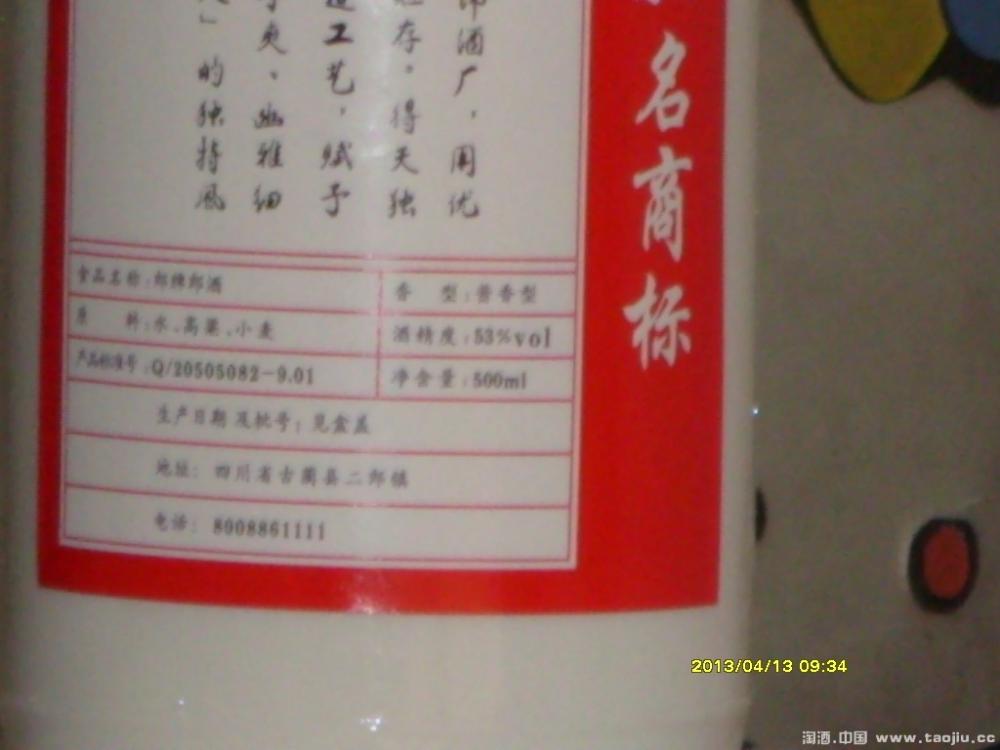 名商标
酒厂，用优
存，得天独
工艺，赋予
爽、幽雅细
」的独特风
食品名称：郎牌郎酒
香 型：酱香型
原 料：水、高粱、小麦
酒精度：53%vol
产品标准号：Q/20505082-9.01
净含量：500ml
生产日期及批号：见盒盖
地址：四川省古蔺县二郎镇
电话：8008861111
2013/04/13 09:34
淘酒.中国 www.taojiu.cc